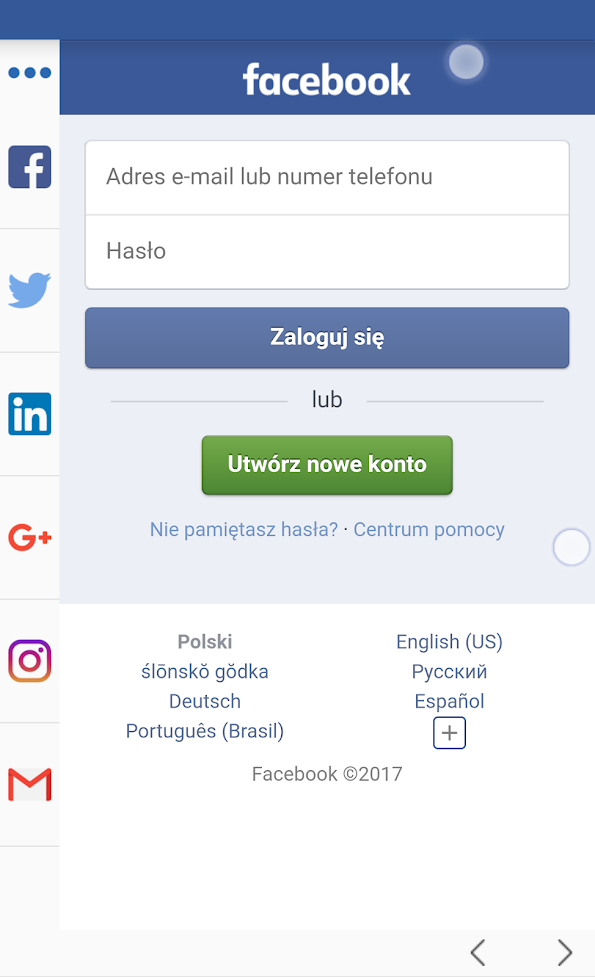 facebook
Adres e-mail lub numer telefonu
Hasło
Zaloguj się
lub
Utwórz nowe konto
Nie pamiętasz hasła? · Centrum pomocy
Polski
English (US)
ślōnskŏ gŏdka
Русский
Deutsch
Español
Português (Brasil)
Facebook ©2017